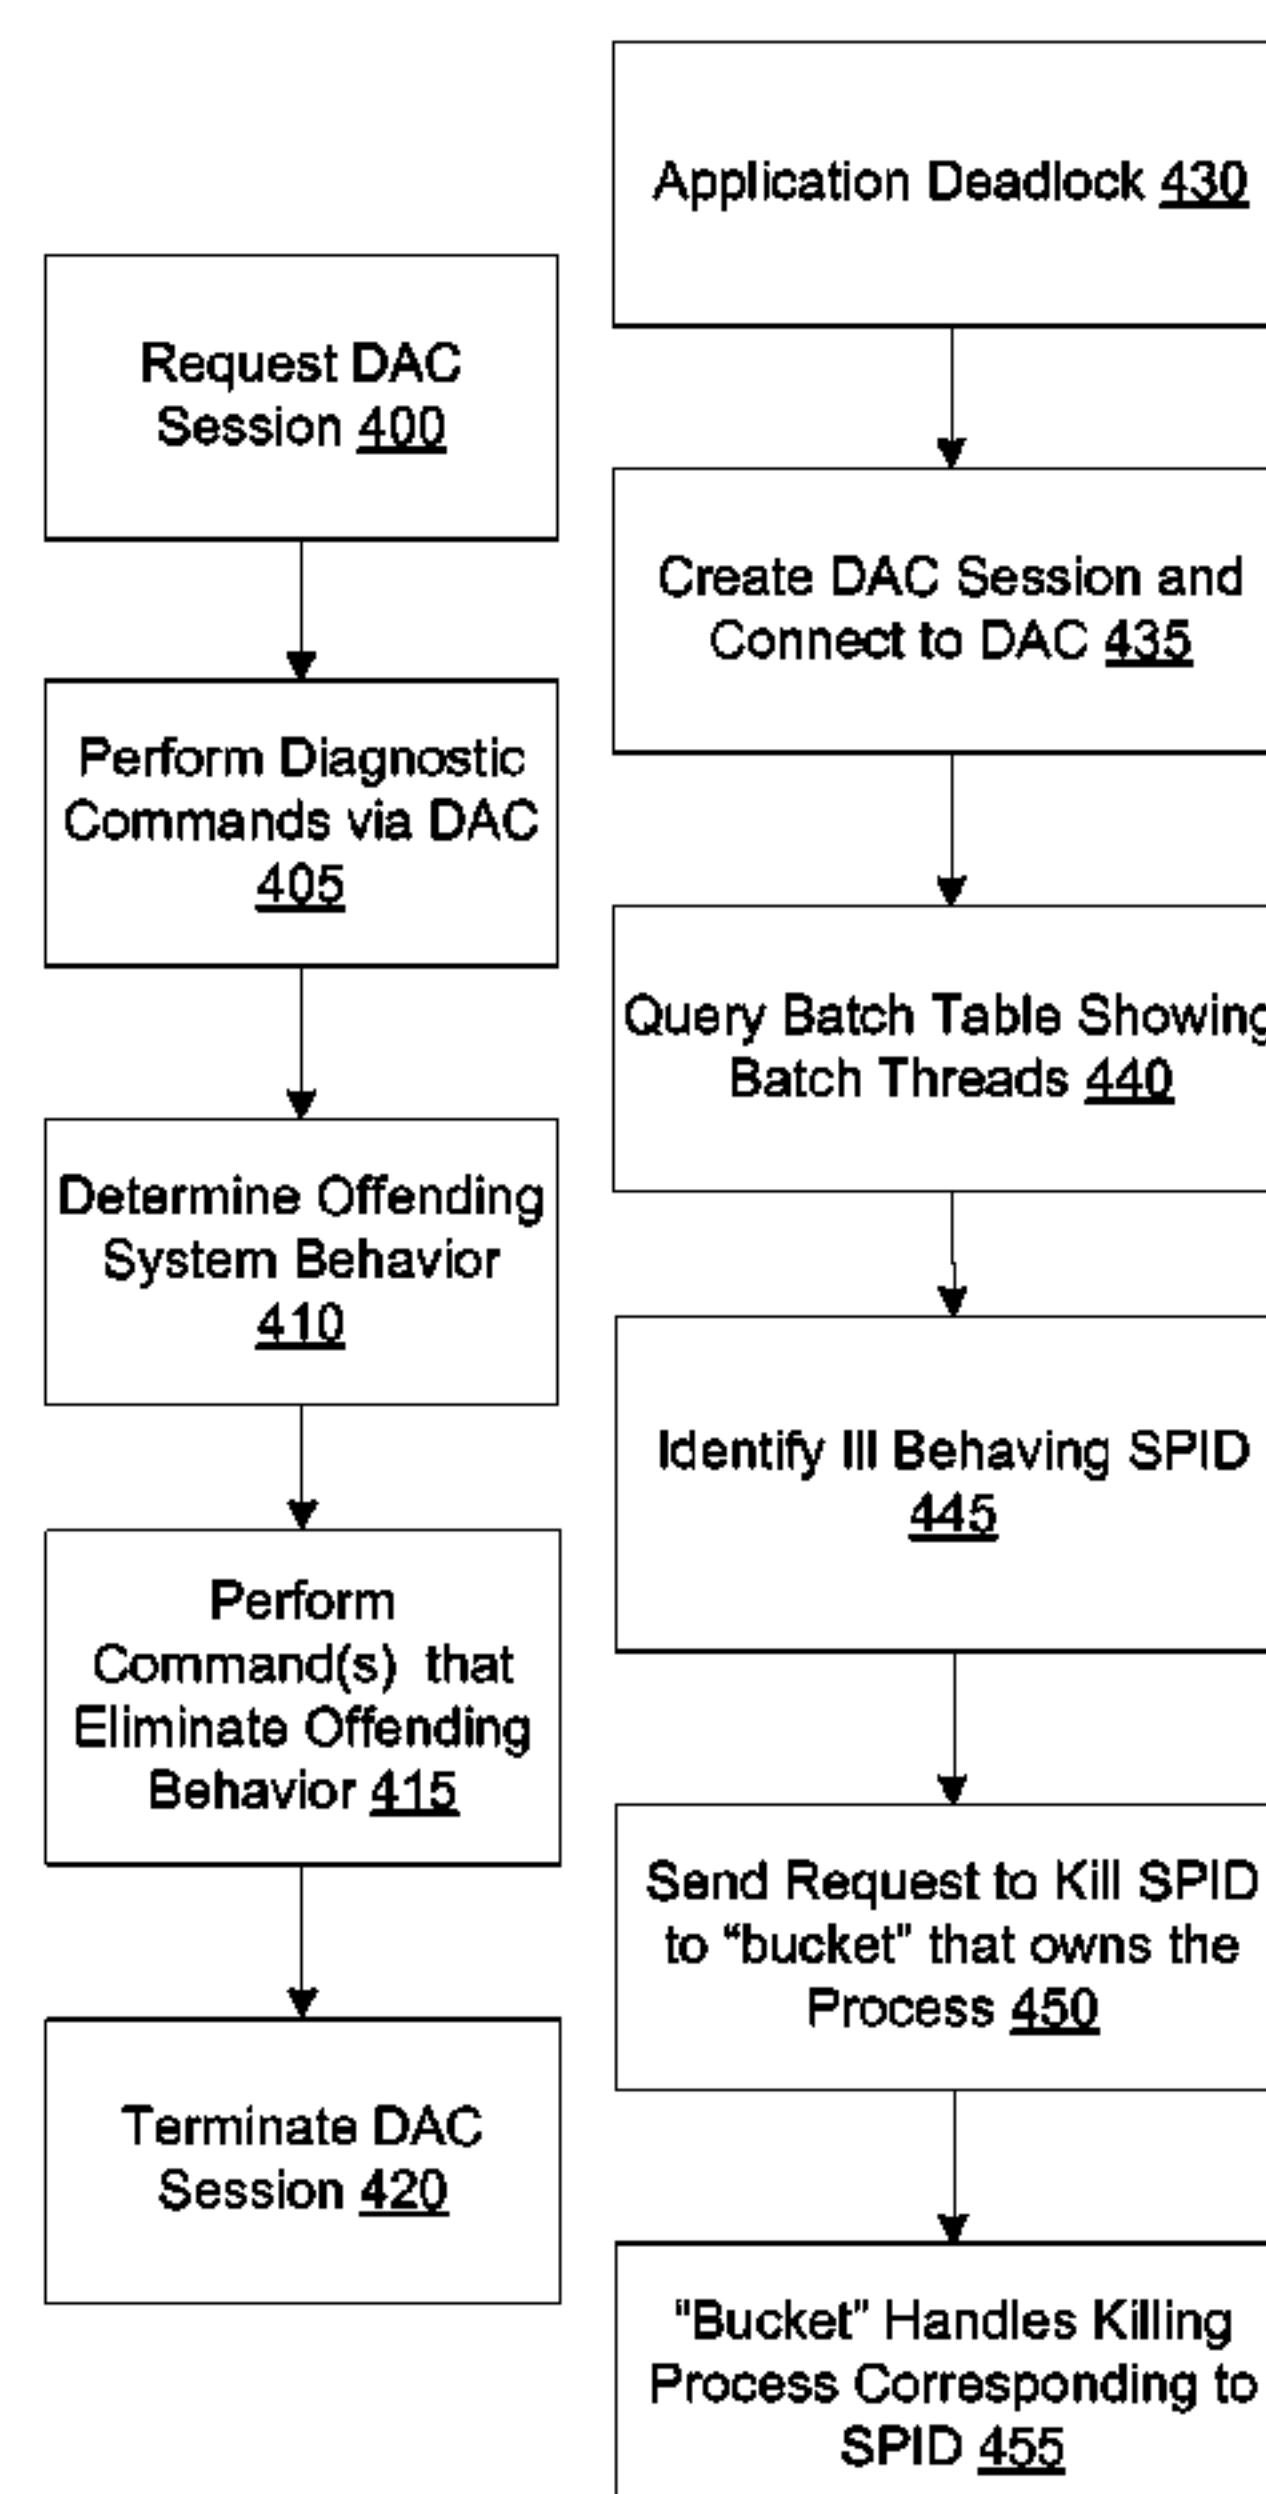 Request DAC
Session 400
Perform Diagnostic
Commands via DAC
405
Determine Offending
System Behavior
410
Perform
Command(s) that
Eliminate Offending
Behavior 415
Terminate DAC
Session 420
Application Deadlock 430
Create DAC Session and
Connect to DAC 435
Query Batch Table Showing
Batch Threads 440
Identify Ill Behaving SPID
445
Send Request to Kill SPID
to “bucket” that owns the
Process 450
“Bucket” Handles Killing
Process Corresponding to
SPID 455